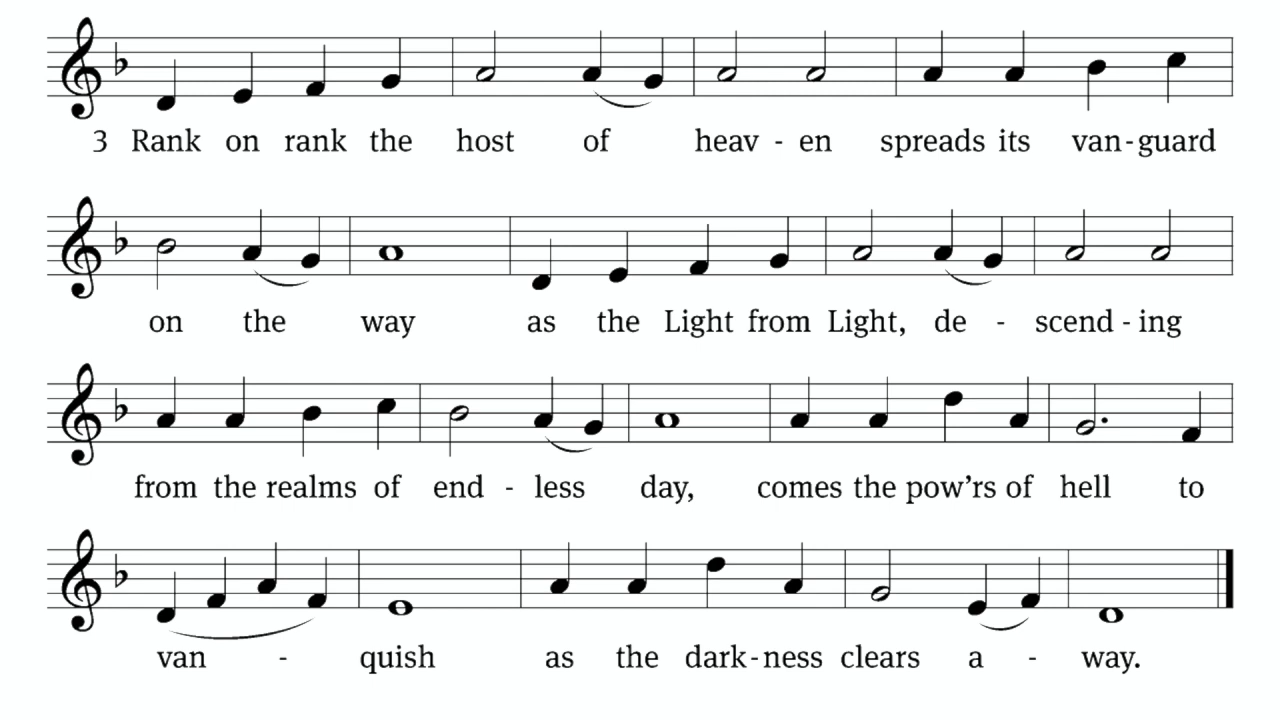 3 Rank on rank the host of heav - en spreads its van - guard
on the way as the Light from Light, de - scend - ing
from the realms of end - less day, comes the pow’rs of hell to
van - quish as the dark - ness clears a - way.